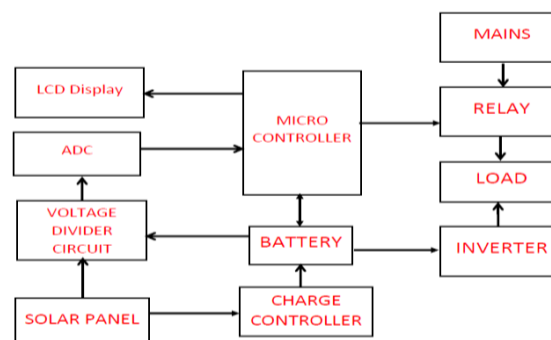 MAINS
LCD Display
MICRO
CONTROLLER
RELAY
ADC
LOAD
VOLTAGE
DIVIDER
CIRCUIT
BATTERY
INVERTER
SOLAR PANEL
CHARGE
CONTROLLER